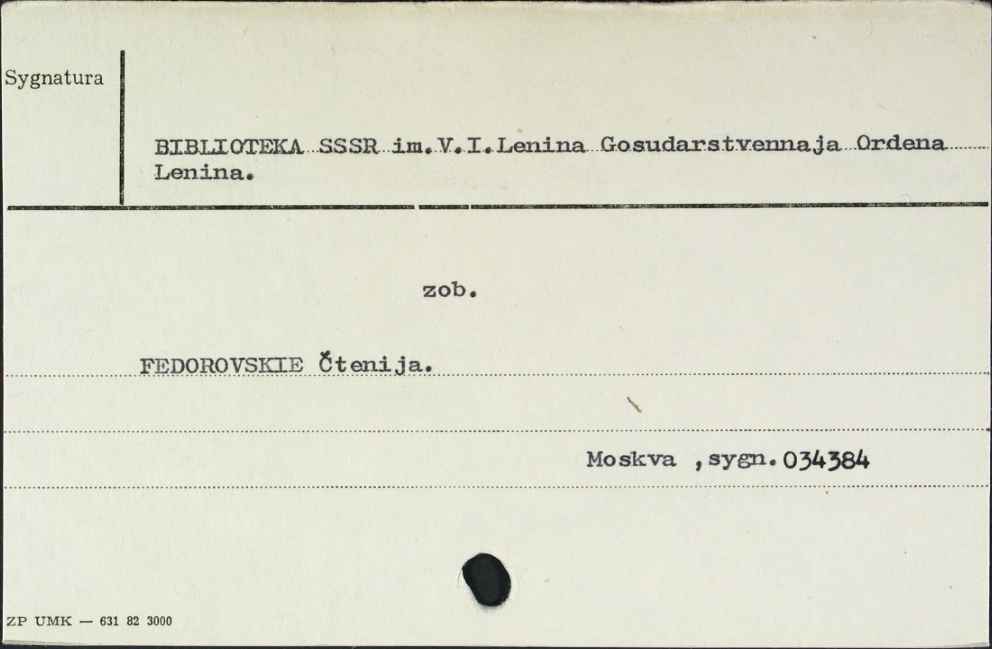 Sygnatura
BIBLIOTEKA SSSR im.V.I.Lenina Gosudarstvennaja Ordena
Lenina.
zob.
FEDOROVSKIE Čtenija.
Moskva ,sygn.034384
ZP UMK — 631 82 3000